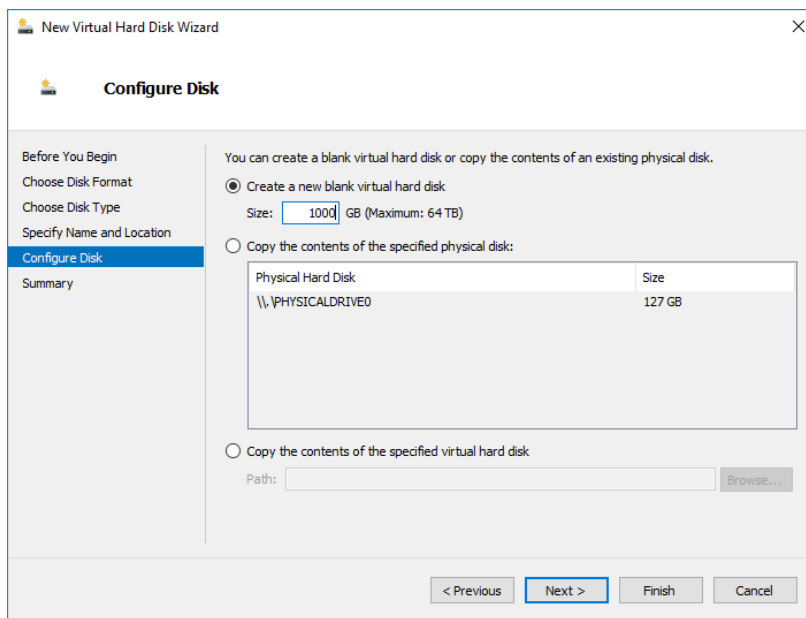 New Virtual Hard Disk Wizard
Configure Disk
Before You Begin
Choose Disk Format
Choose Disk Type
Specify Name and Location
Configure Disk
Summary
You can create a blank virtual hard disk or copy the contents of an existing physical disk.
Create a new blank virtual hard disk
Size: 1000 GB (Maximum: 64 TB)
Copy the contents of the specified physical disk:
Physical Hard Disk Size
\\.\PHYSICALDRIVE0 127 GB
Copy the contents of the specified virtual hard disk
Path: Browse...
< Previous Next > Finish Cancel